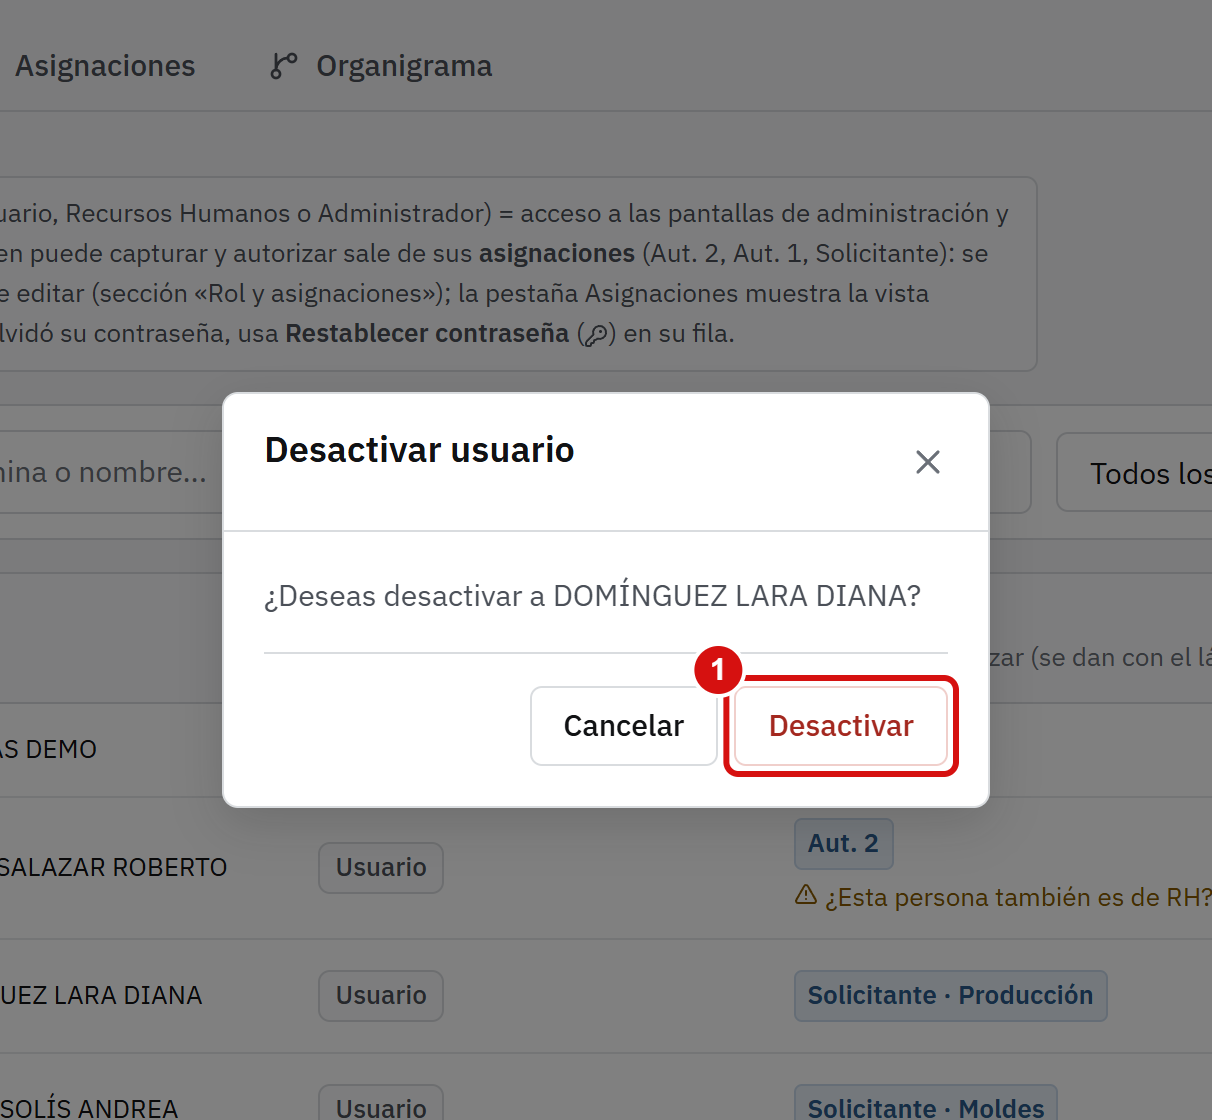 Asignaciones
Organigrama
uario, Recursos Humanos o Administrador) = acceso a las pantallas de administración y
en puede capturar y autorizar sale de sus asignaciones (Aut. 2, Aut. 1, Solicitante): se
e editar (sección «Rol y asignaciones»); la pestaña Asignaciones muestra la vista
lvidó su contraseña, usa Restablecer contraseña () en su fila.
nina o nombre...
Todos los
Desactivar usuario
¿Deseas desactivar a DOMÍNGUEZ LARA DIANA?
zar (se dan con el lá
1
Cancelar
Desactivar
AS DEMO
SALAZAR ROBERTO
Usuario
Aut. 2
¿Esta persona también es de RH?
UEZ LARA DIANA
Usuario
Solicitante · Producción
SOLÍS ANDREA
Usuario
Solicitante · Moldes